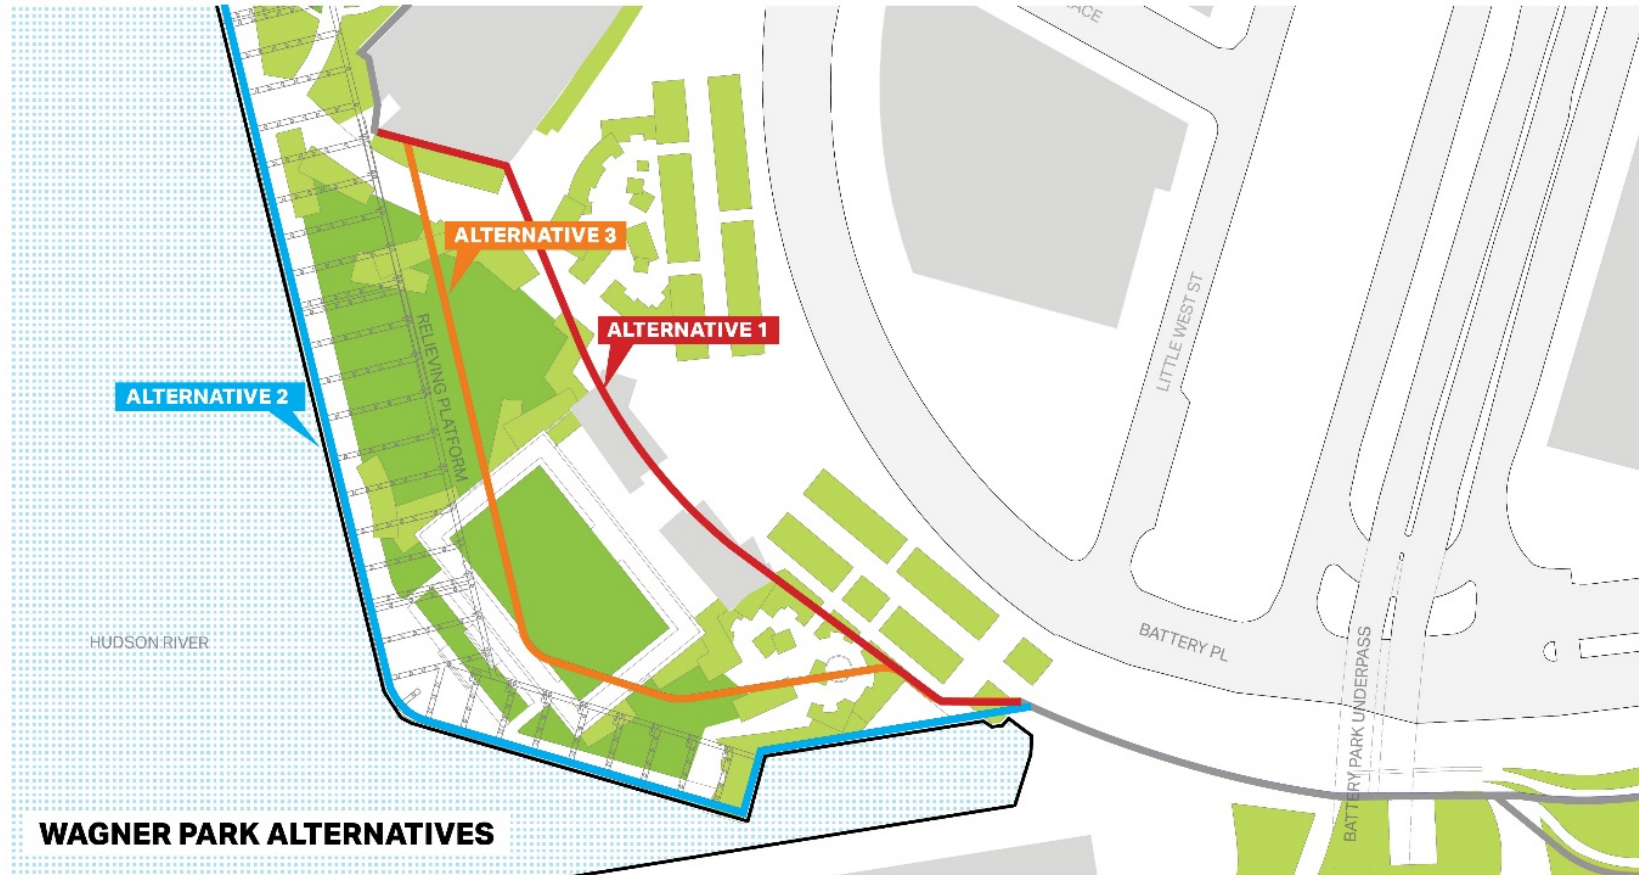 ACE
ALTERNATIVE 3
ALTERNATIVE 1
LITTLE WEST ST
RELIEVING PLATFORM
ALTERNATIVE 2
HUDSON RIVER
BATTERY PL
BATTERY PARK UNDERPASS
WAGNER PARK ALTERNATIVES